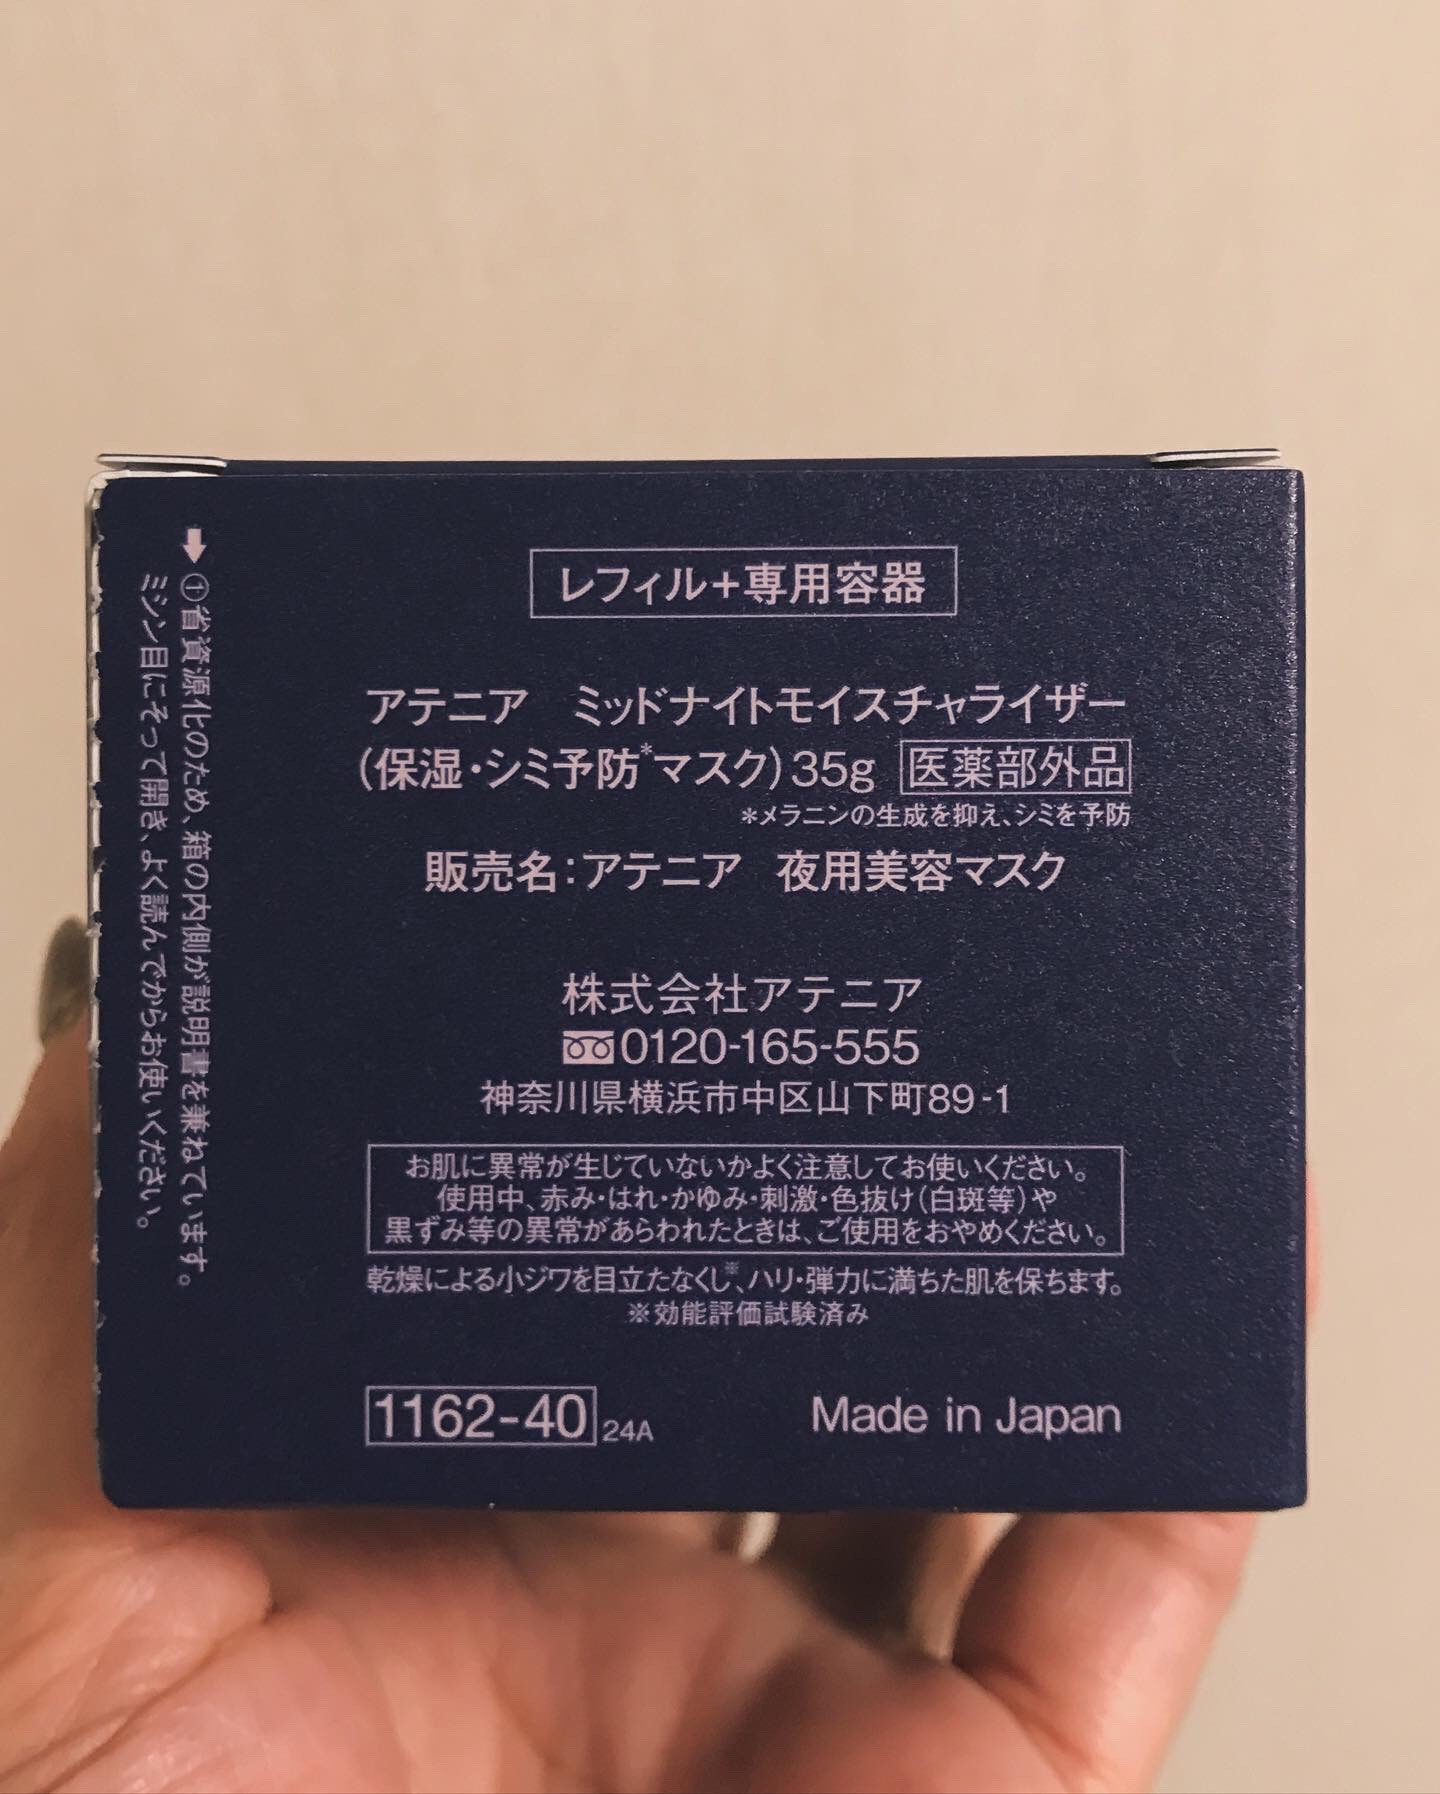 レフィル+専用容器
アテニア　ミッドナイトモイスチャライザー
(保湿・シミ予防*マスク)35g 医薬部外品
*メラニンの生成を抑え、シミを予防
販売名:アテニア　夜用美容マスク
株式会社アテニア
0120-165-555
神奈川県横浜市中区山下町89-1
お肌に異常が生じていないかよく注意してお使いください。
使用中、赤み・はれ・かゆみ・刺激・色抜け(白斑等)や
黒ずみ等の異常があらわれたときは、ご使用をおやめください。
乾燥による小ジワを目立たなくし※、ハリ・弾力に満ちた肌を保ちます。
※効能評価試験済み
1162-40 24A
Made in Japan
➡①省資源化のため、箱の内側が説明書を兼ねています。
ミシン目にそって開き、よく読んでからお使いください。